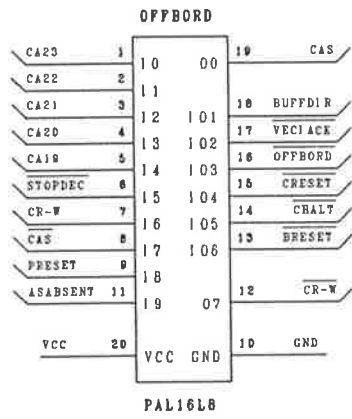 OFFBORD
CA23 1 I0 O0 19 CAS
CA22 2 I1
CA21 3 I2 IO1 18 BUFFDIR
CA20 4 I3 IO2 17 VECIACK
CA19 5 I4 IO3 16 OFFBORD
STOPDEC 6 I5 IO4 15 CRESET
CR-W 7 I6 IO5 14 CHALT
CAS 8 I7 IO6 13 BRESET
PRESET 9 I8
ASABSENT 11 I9 O7 12 CR-W
VCC 20 VCC GND 10 GND
PAL16L8